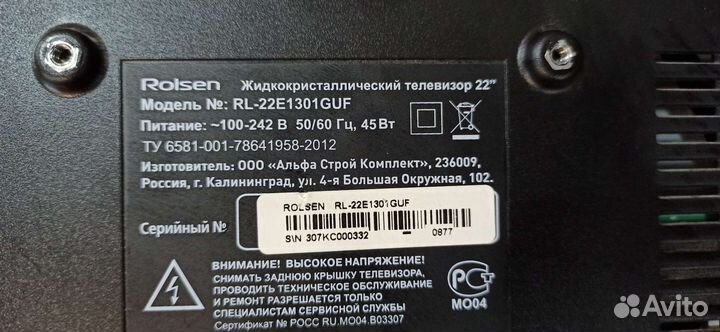 Rolsen Жидкокристаллический телевизор 22"
Модель №: RL-22E1301GUF
Питание: ~100-242 В 50/60 Гц, 45Вт
ТУ 6581-001-78641958-2012
Изготовитель: ООО «Альфа Строй Комплект», 236009,
Россия, г. Калининград, ул. 4-я Большая Окружная, 102.
ROLSEN RL-22E1301GUF
Серийный №
S\N 307KC000332 0877
ВНИМАНИЕ! ВЫСОКОЕ НАПРЯЖЕНИЕ!
СНИМАТЬ ЗАДНЮЮ КРЫШКУ ТЕЛЕВИЗОРА,
ПРОВОДИТЬ ТЕХНИЧЕСКОЕ ОБСЛУЖИВАНИЕ
И РЕМОНТ РАЗРЕШАЕТСЯ ТОЛЬКО
СПЕЦИАЛИСТАМ СЕРВИСНОЙ СЛУЖБЫ
Сертификат № РОСС RU.МО04.В03307
РСТ
МО04
Avito